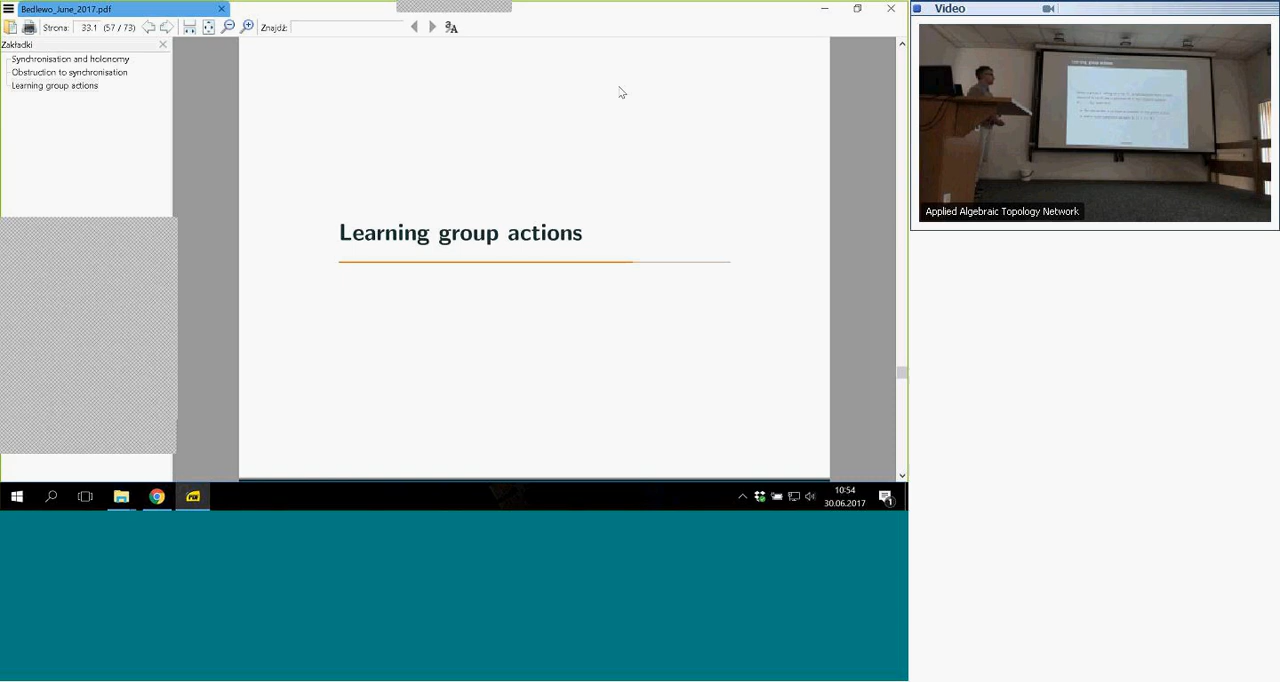 Bedlewo_June_2017.pdf
Strona: 33.1 (57 / 73)
Znajdź:
Zakładki
Synchronisation and holonomy
Obstruction to synchronisation
Learning group actions
Learning group actions
10:54
30.06.2017
1
Video
Applied Algebraic Topology Network